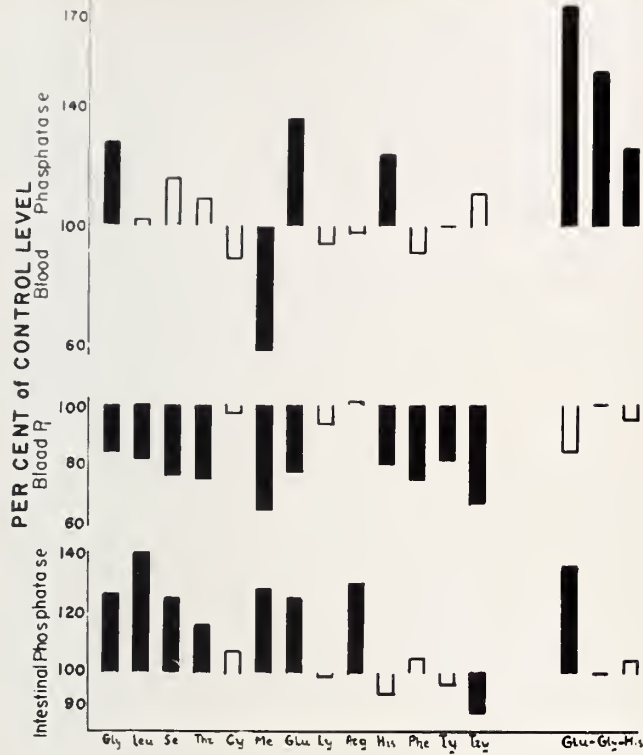 PER CENT of CONTROL LEVEL
Blood Phasphatase
170
140
100
60
Blood Pi
100
80
60
Intestinal Phosphatase
140
120
100
90
Gly Leu Se Thr Cy Me Glu Ly Arg His Phe Ty Try Glu-Gly-His